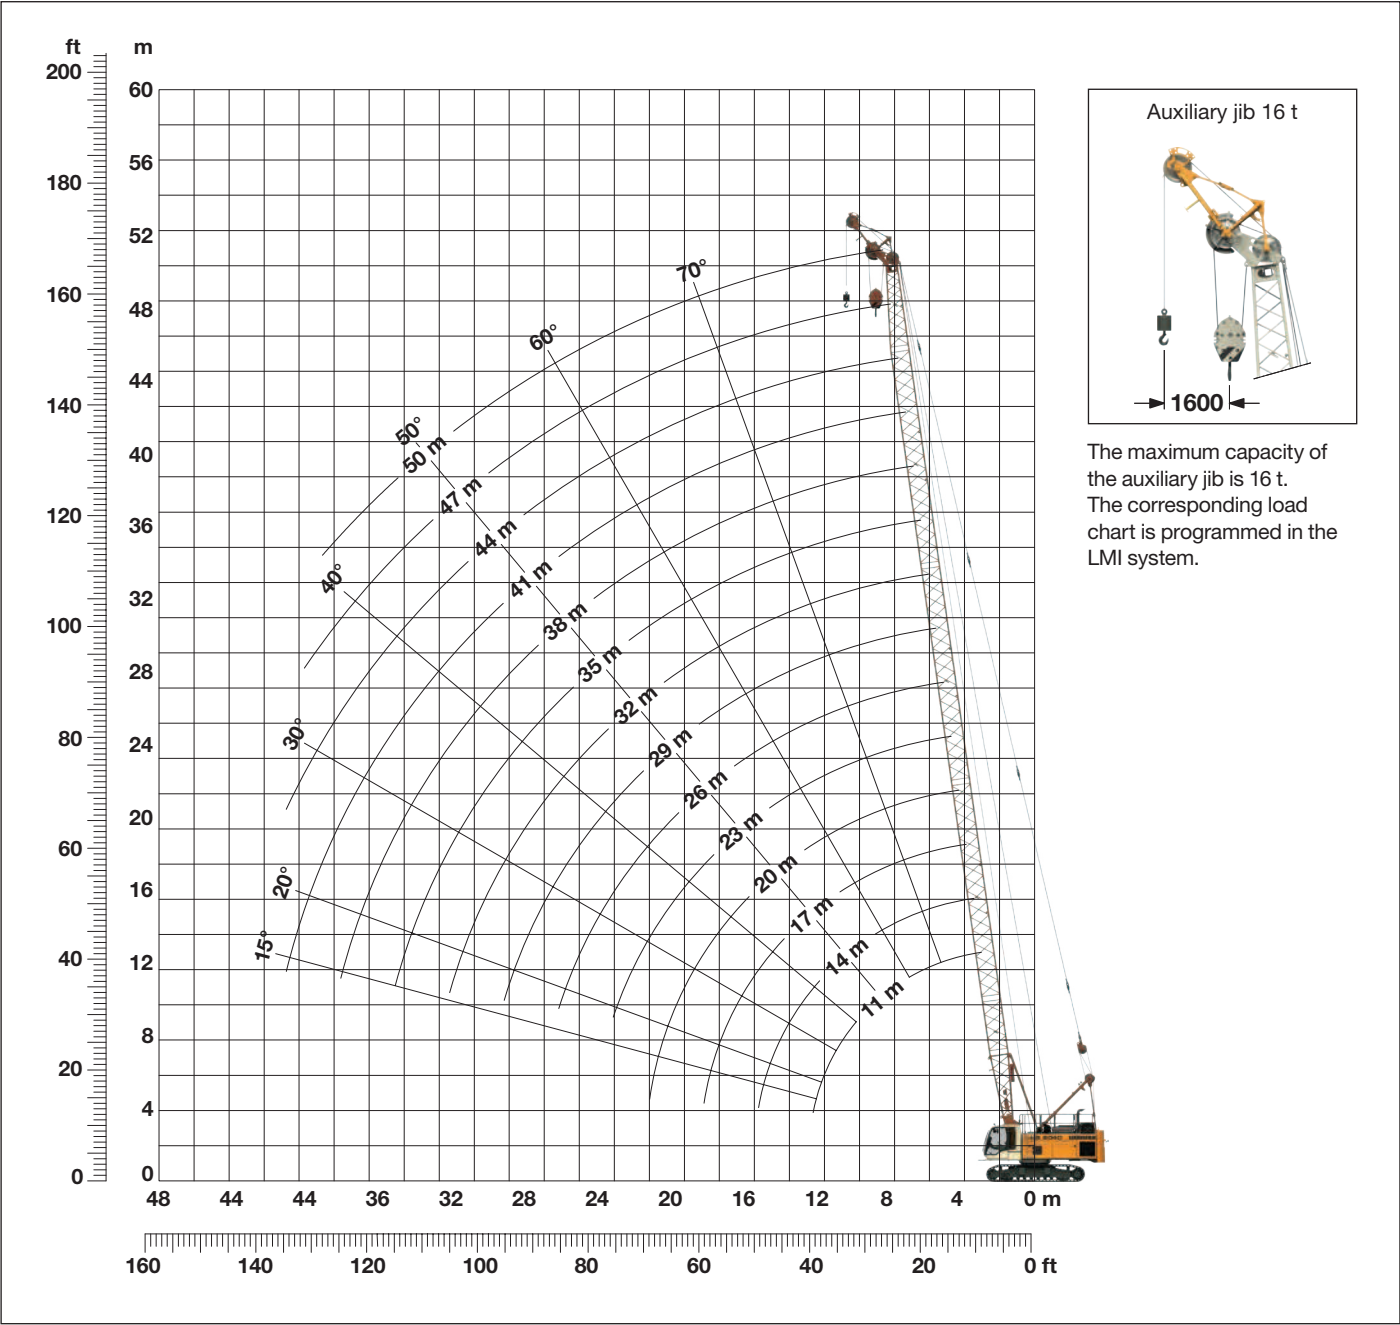 ft
m
200
180
160
140
120
100
80
60
40
20
0
60
56
52
48
44
40
36
32
28
24
20
16
12
8
4
0
70°
60°
50°
40°
30°
20°
15°
50 m
47 m
44 m
41 m
38 m
35 m
32 m
29 m
26 m
23 m
20 m
17 m
14 m
11 m
48 44 44 36 32 28 24 20 16 12 8 4 0 m
160 140 120 100 80 60 40 20 0 ft
Auxiliary jib 16 t
1600
The maximum capacity of
the auxiliary jib is 16 t.
The corresponding load
chart is programmed in the
LMI system.